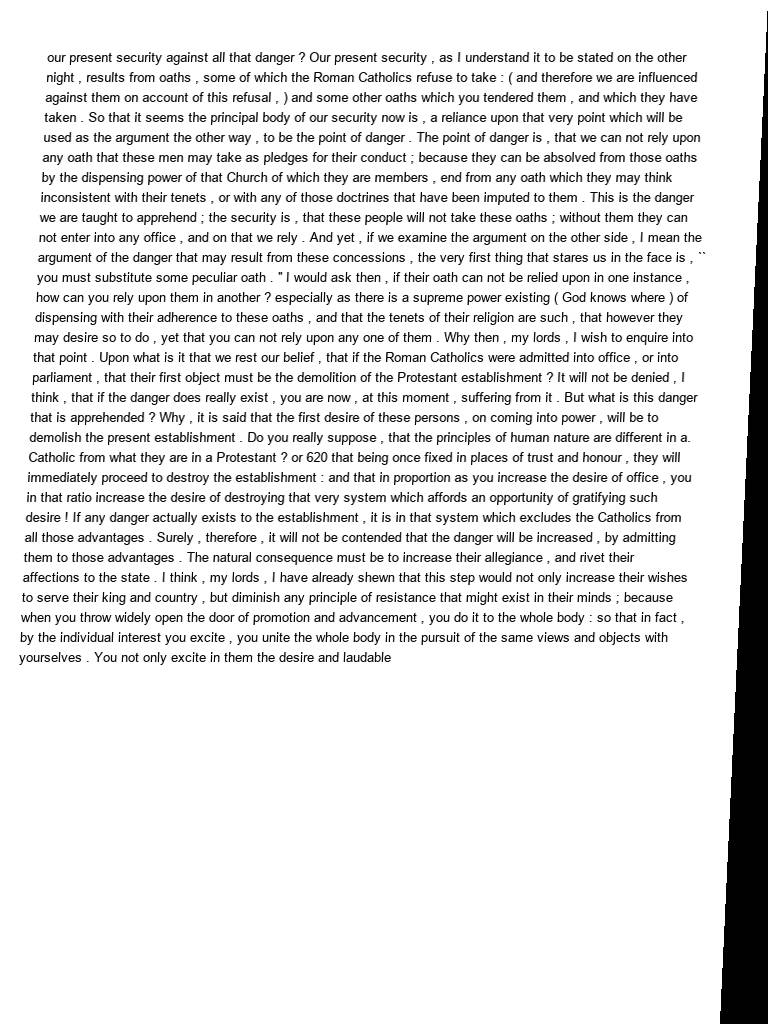 our present security against all that danger ? Our present security , as I understand it to be stated on the other
night , results from oaths , some of which the Roman Catholics refuse to take : ( and therefore we are influenced
against them on account of this refusal , ) and some other oaths which you tendered them , and which they have
taken . So that it seems the principal body of our security now is , a reliance upon that very point which will be
used as the argument the other way , to be the point of danger . The point of danger is , that we can not rely upon
any oath that these men may take as pledges for their conduct ; because they can be absolved from those oaths
by the dispensing power of that Church of which they are members , end from any oath which they may think
inconsistent with their tenets , or with any of those doctrines that have been imputed to them . This is the danger
we are taught to apprehend ; the security is , that these people will not take these oaths ; without them they can
not enter into any office , and on that we rely . And yet , if we examine the argument on the other side , I mean the
argument of the danger that may result from these concessions , the very first thing that stares us in the face is , ``
you must substitute some peculiar oath . " I would ask then , if their oath can not be relied upon in one instance ,
how can you rely upon them in another ? especially as there is a supreme power existing ( God knows where ) of
dispensing with their adherence to these oaths , and that the tenets of their religion are such , that however they
may desire so to do , yet that you can not rely upon any one of them . Why then , my lords , I wish to enquire into
that point . Upon what is it that we rest our belief , that if the Roman Catholics were admitted into office , or into
parliament , that their first object must be the demolition of the Protestant establishment ? It will not be denied , I
think , that if the danger does really exist , you are now , at this moment , suffering from it . But what is this danger
that is apprehended ? Why , it is said that the first desire of these persons , on coming into power , will be to
demolish the present establishment . Do you really suppose , that the principles of human nature are different in a.
Catholic from what they are in a Protestant ? or 620 that being once fixed in places of trust and honour , they will
immediately proceed to destroy the establishment : and that in proportion as you increase the desire of office , you
in that ratio increase the desire of destroying that very system which affords an opportunity of gratifying such
desire ! If any danger actually exists to the establishment , it is in that system which excludes the Catholics from
all those advantages . Surely , therefore , it will not be contended that the danger will be increased , by admitting
them to those advantages . The natural consequence must be to increase their allegiance , and rivet their
affections to the state . I think , my lords , I have already shewn that this step would not only increase their wishes
to serve their king and country , but diminish any principle of resistance that might exist in their minds ; because
when you throw widely open the door of promotion and advancement , you do it to the whole body : so that in fact ,
by the individual interest you excite , you unite the whole body in the pursuit of the same views and objects with
yourselves . You not only excite in them the desire and laudable